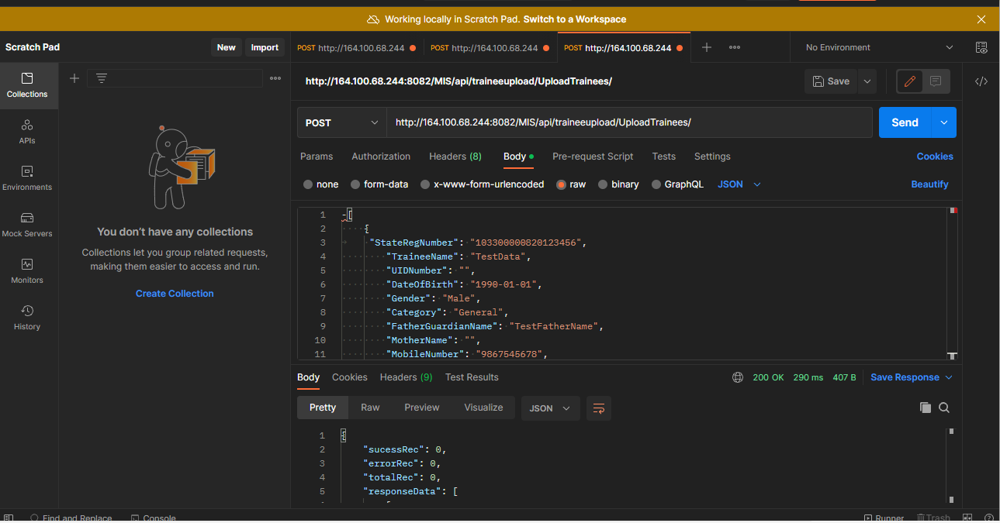 Working locally in Scratch Pad. Switch to a Workspace
Scratch Pad
New
Import
POST http://164.100.68.244
POST http://164.100.68.244
POST http://164.100.68.244
No Environment
Collections
APIs
Environments
Mock Servers
Monitors
History
You don't have any collections
Collections let you group related requests,
making them easier to access and run.
Create Collection
http://164.100.68.244:8082/MIS/api/traineeupload/UploadTrainees/
Save
POST
http://164.100.68.244:8082/MIS/api/traineeupload/UploadTrainees/
Send
Params
Authorization
Headers (8)
Body
Pre-request Script
Tests
Settings
Cookies
none
form-data
x-www-form-urlencoded
raw
binary
GraphQL
JSON
Beautify
1 -[
2 {
3 "StateRegNumber": "103300000820123456",
4 "TraineeName": "TestData",
5 "UIDNumber": "",
6 "DateOfBirth": "1990-01-01",
7 "Gender": "Male",
8 "Category": "General",
9 "FatherGuardianName": "TestFatherName",
10 "MotherName": "",
11 "MobileNumber": "9867545678",
Body
Cookies
Headers (9)
Test Results
200 OK
290 ms
407 B
Save Response
Pretty
Raw
Preview
Visualize
JSON
1 {
2 "sucessRec": 0,
3 "errorRec": 0,
4 "totalRec": 0,
5 "responseData": [
Find and Replace
Console
Runner
Trash